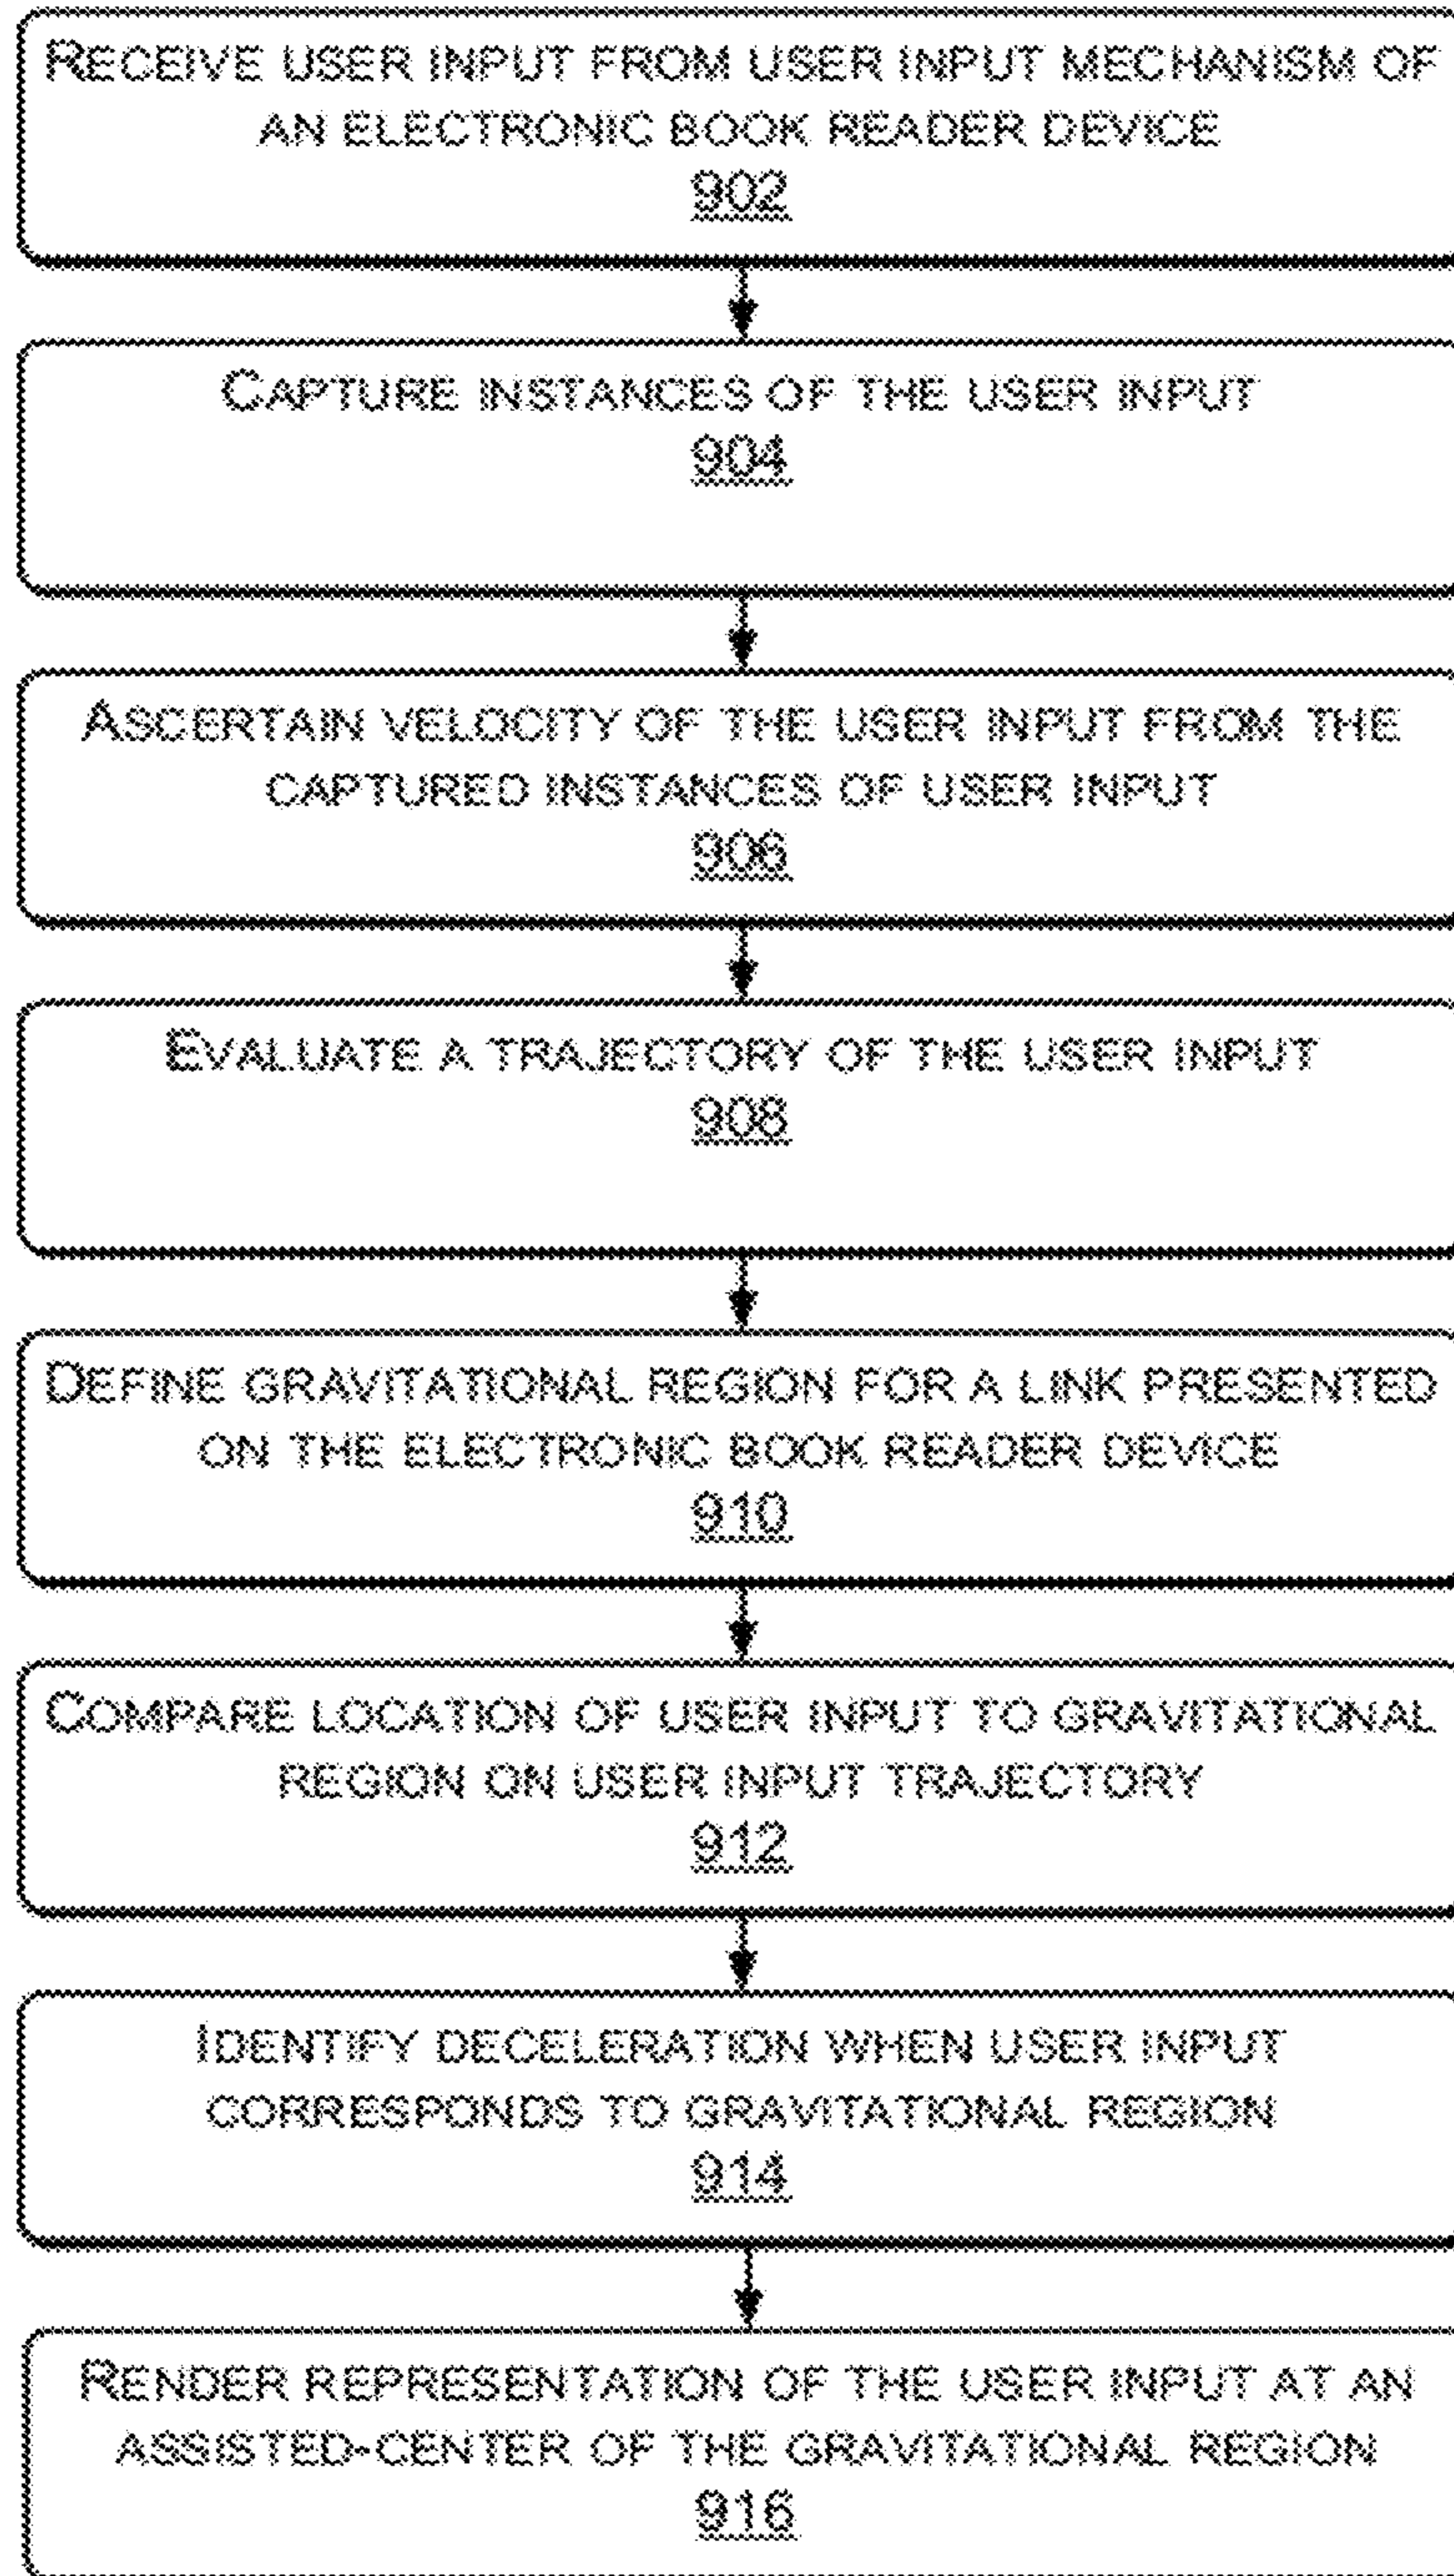 RECEIVE USER INPUT FROM USER INPUT MECHANISM OF
AN ELECTRONIC BOOK READER DEVICE
902
CAPTURE INSTANCES OF THE USER INPUT
904
ASCERTAIN VELOCITY OF THE USER INPUT FROM THE
CAPTURED INSTANCES OF USER INPUT
906
EVALUATE A TRAJECTORY OF THE USER INPUT
908
DEFINE GRAVITATIONAL REGION FOR A LINK PRESENTED
ON THE ELECTRONIC BOOK READER DEVICE
910
COMPARE LOCATION OF USER INPUT TO GRAVITATIONAL
REGION ON USER INPUT TRAJECTORY
912
IDENTIFY DECELERATION WHEN USER INPUT
CORRESPONDS TO GRAVITATIONAL REGION
914
RENDER REPRESENTATION OF THE USER INPUT AT AN
ASSISTED-CENTER OF THE GRAVITATIONAL REGION
916